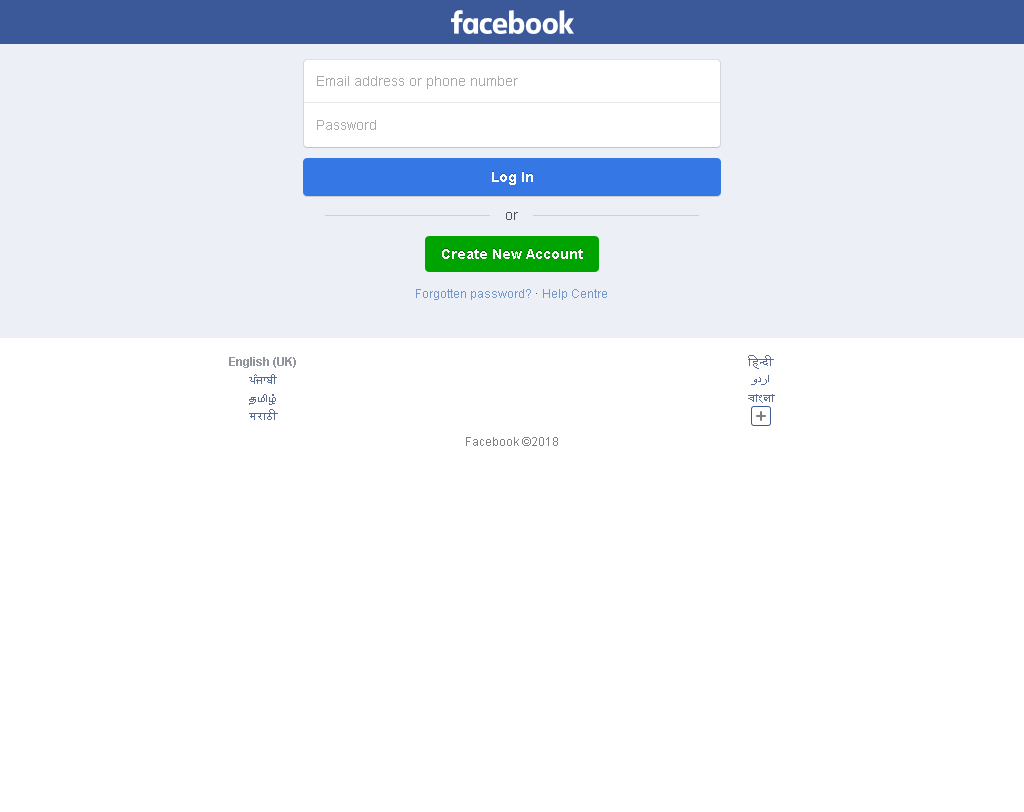 facebook
Email address or phone number
Password
Log In
or
Create New Account
Forgotten password? · Help Centre
English (UK)
हिन्दी
ਪੰਜਾਬੀ
اردو
தமிழ்
বাংলা
मराठी
Facebook ©2018